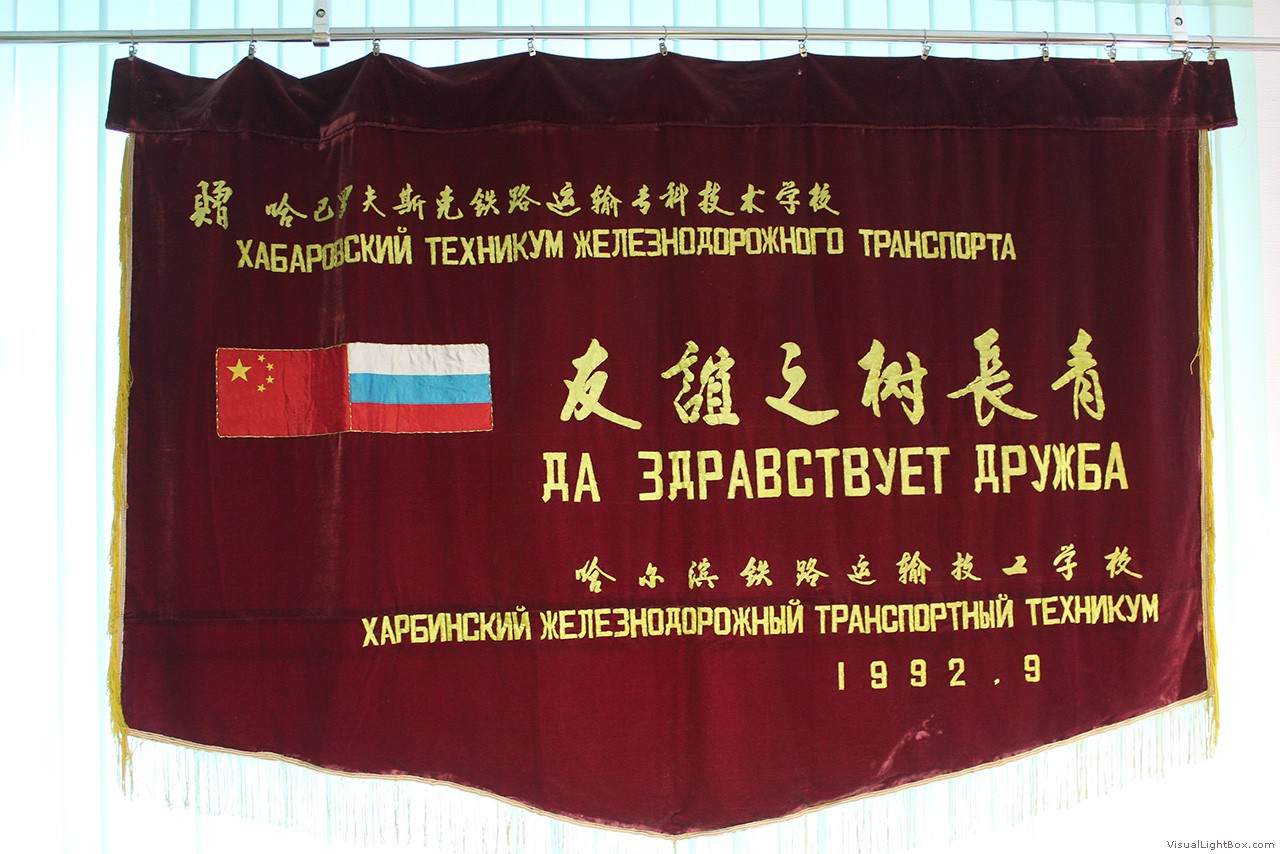 赠 哈巴罗夫斯克铁路运输专科技术学校
ХАБАРОВСКИЙ ТЕХНИКУМ ЖЕЛЕЗНОДОРОЖНОГО ТРАНСПОРТА
友誼之树長青
ДА ЗДРАВСТВУЕТ ДРУЖБА
哈尔滨铁路运输技工学校
ХАРБИНСКИЙ ЖЕЛЕЗНОДОРОЖНЫЙ ТРАНСПОРТНЫЙ ТЕХНИКУМ
1992.9
VisualLightBox.com